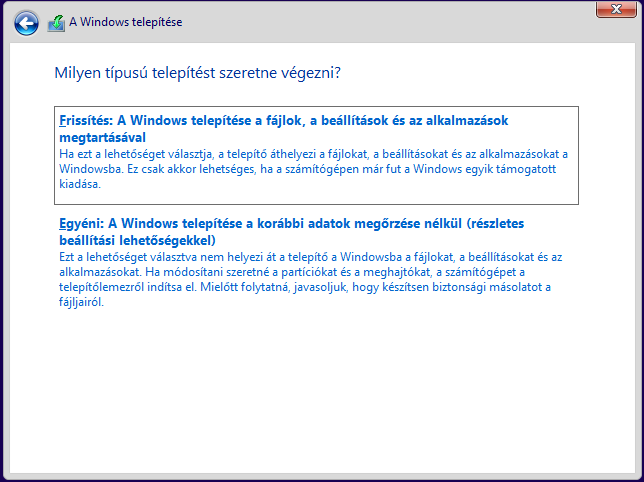 A Windows telepítése
Milyen típusú telepítést szeretne végezni?
Frissítés: A Windows telepítése a fájlok, a beállítások és az alkalmazások
megtartásával
Ha ezt a lehetőséget választja, a telepítő áthelyezi a fájlokat, a beállításokat és az alkalmazásokat a
Windowsba. Ez csak akkor lehetséges, ha a számítógépen már fut a Windows egyik támogatott
kiadása.
Egyéni: A Windows telepítése a korábbi adatok megőrzése nélkül (részletes
beállítási lehetőségekkel)
Ezt a lehetőséget választva nem helyezi át a telepítő a Windowsba a fájlokat, a beállításokat és az
alkalmazásokat. Ha módosítani szeretné a partíciókat és a meghajtókat, a számítógépet a
telepítőlemezről indítsa el. Mielőtt folytatná, javasoljuk, hogy készítsen biztonsági másolatot a
fájljairól.